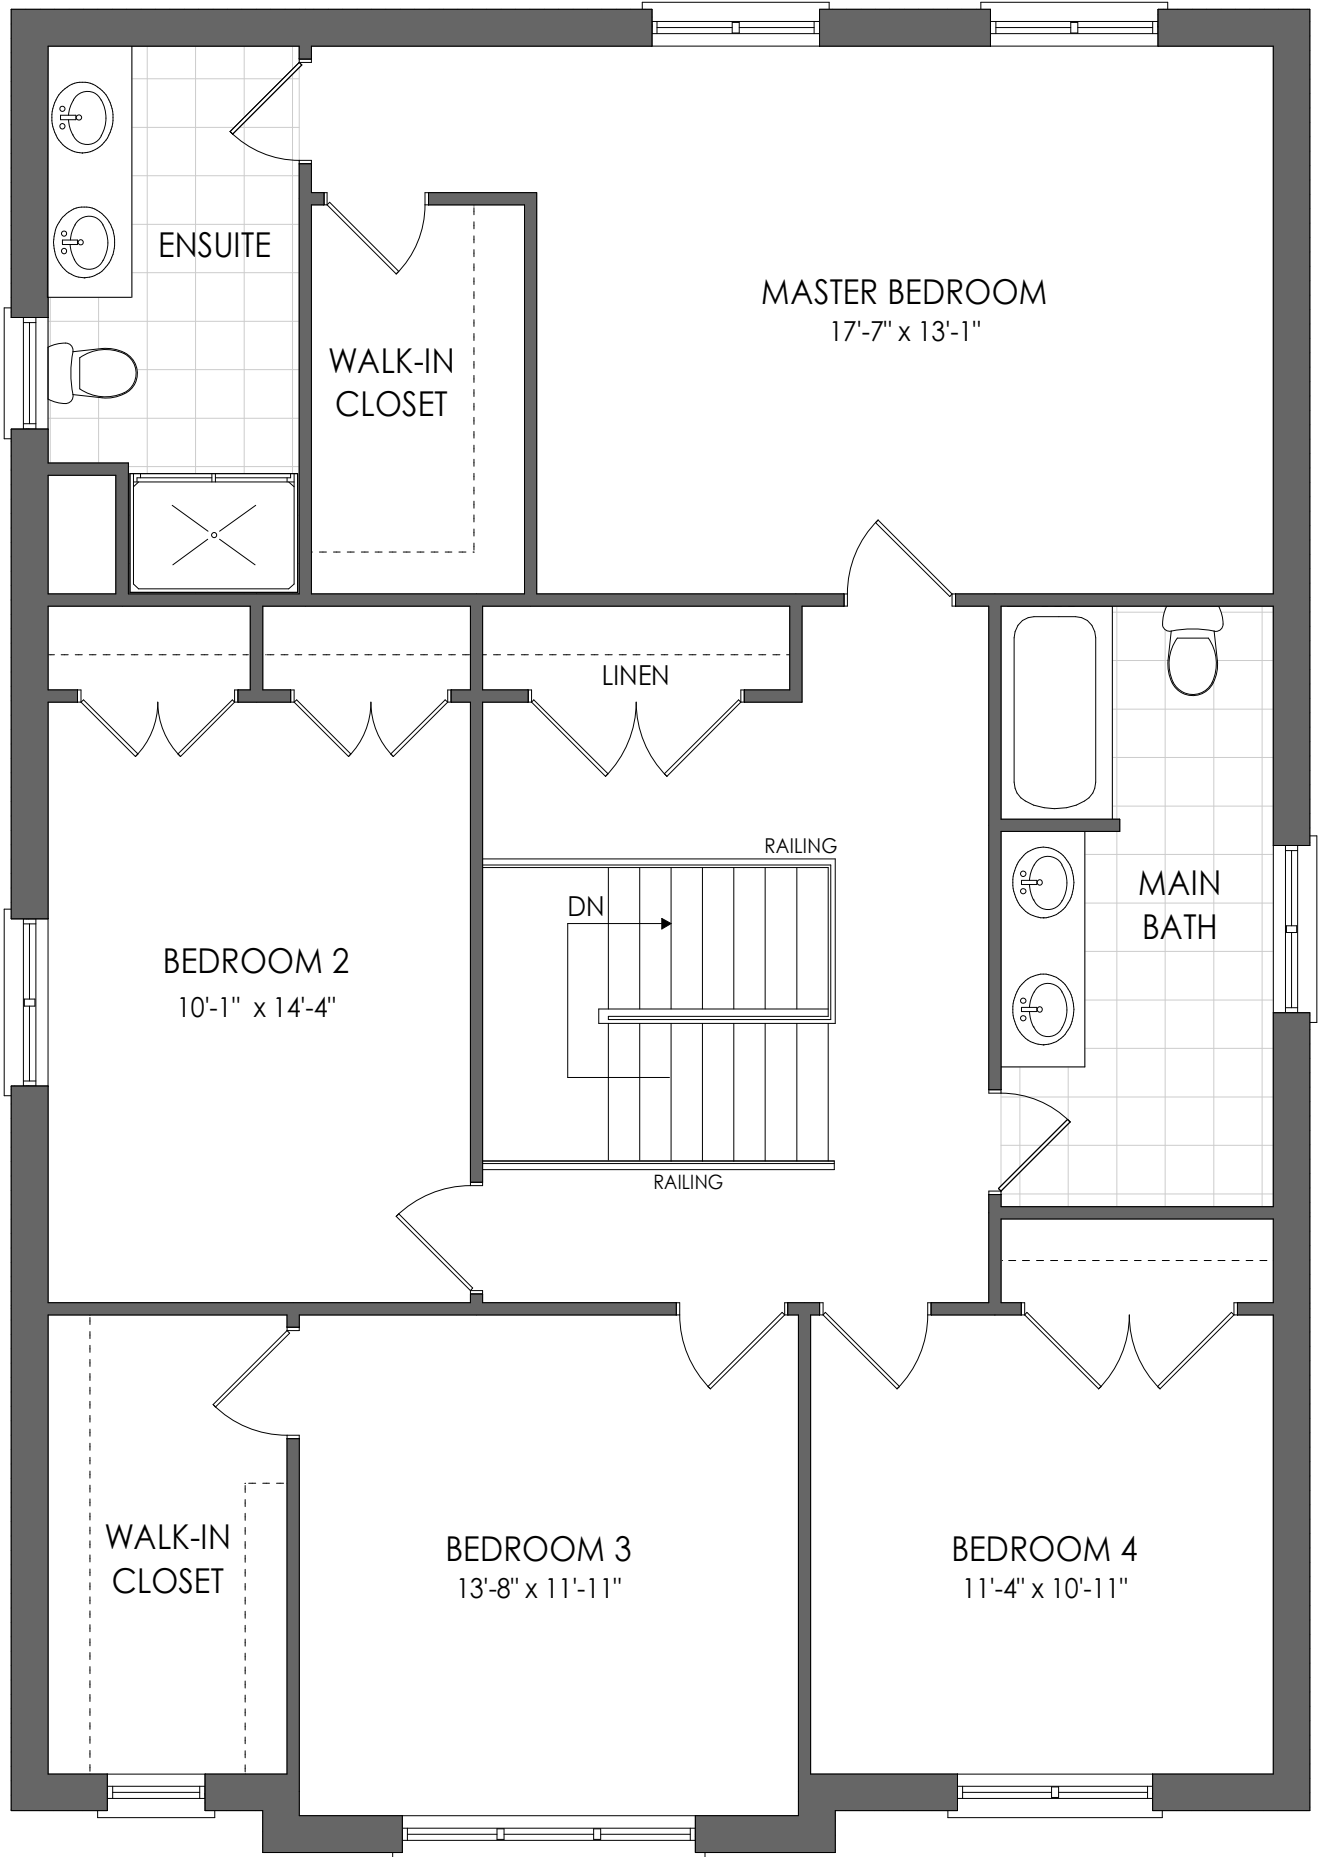 ENSUITE
MASTER BEDROOM
17'-7" x 13'-1"
WALK-IN
CLOSET
LINEN
RAILING
DN
MAIN
BATH
BEDROOM 2
10'-1"  x 14'-4"
RAILING
WALK-IN
CLOSET
BEDROOM 3
13'-8" x 11'-11"
BEDROOM 4
11'-4" x 10'-11"